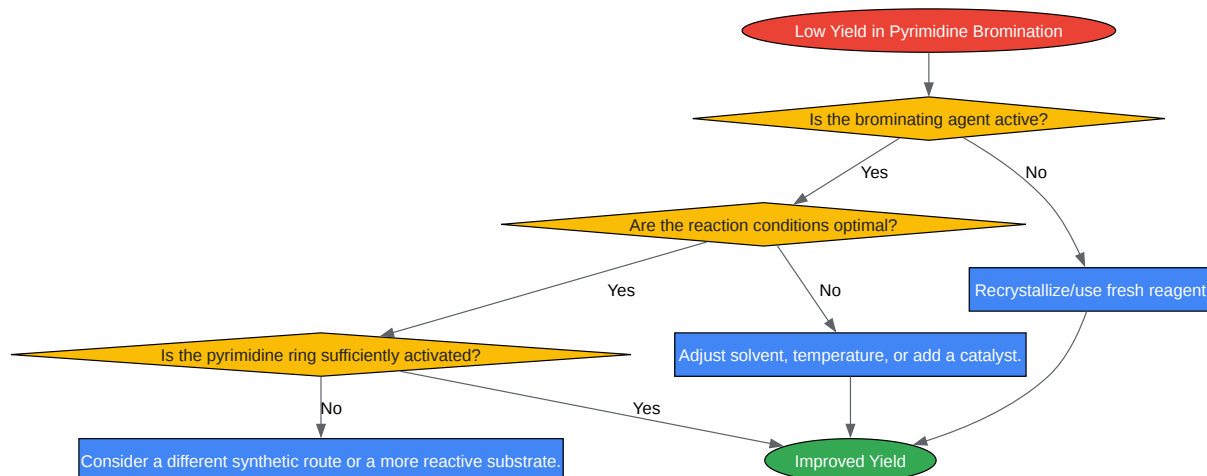 Low Yield in Pyrimidine Bromination
Is the brominating agent active?
Yes
No
Are the reaction conditions optimal?
Recrystallize/use fresh reagent
Yes
No
Is the pyrimidine ring sufficiently activated?
Adjust solvent, temperature, or add a catalyst.
No
Yes
Consider a different synthetic route or a more reactive substrate.
Improved Yield